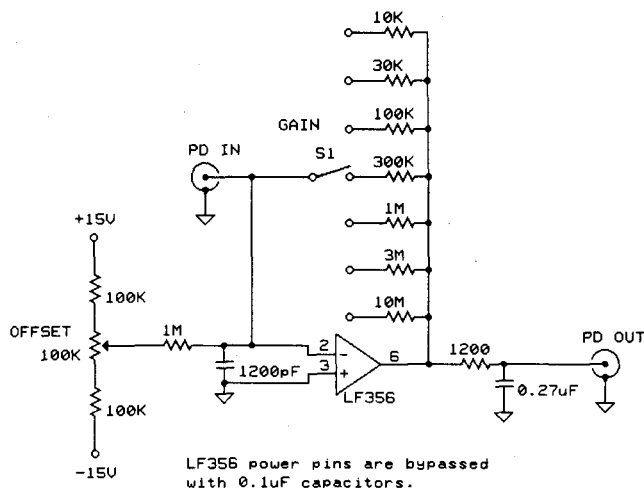 10K
30K
100K
GAIN
PD IN
S1
300K
+15V
1M
3M
100K
10M
OFFSET
100K
1M
2
-
6
1200
PD OUT
3
+
1200pF
LF356
0.27uF
100K
-15V
LF356 power pins are bypassed
with 0.1uF capacitors.